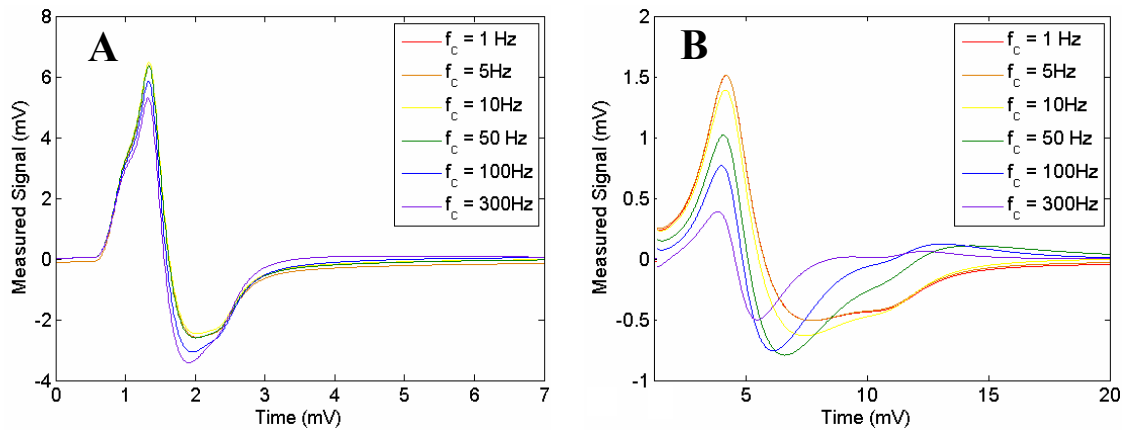 A
f_c = 1 Hz
f_c = 5Hz
f_c = 10Hz
f_c = 50 Hz
f_c = 100Hz
f_c = 300Hz
Measured Signal (mV)
8
6
4
2
0
-2
-4
0 1 2 3 4 5 6 7
Time (mV)
B
f_c = 1 Hz
f_c = 5Hz
f_c = 10Hz
f_c = 50 Hz
f_c = 100Hz
f_c = 300Hz
Measured Signal (mV)
2
1.5
1
0.5
0
-0.5
-1
5 10 15 20
Time (mV)